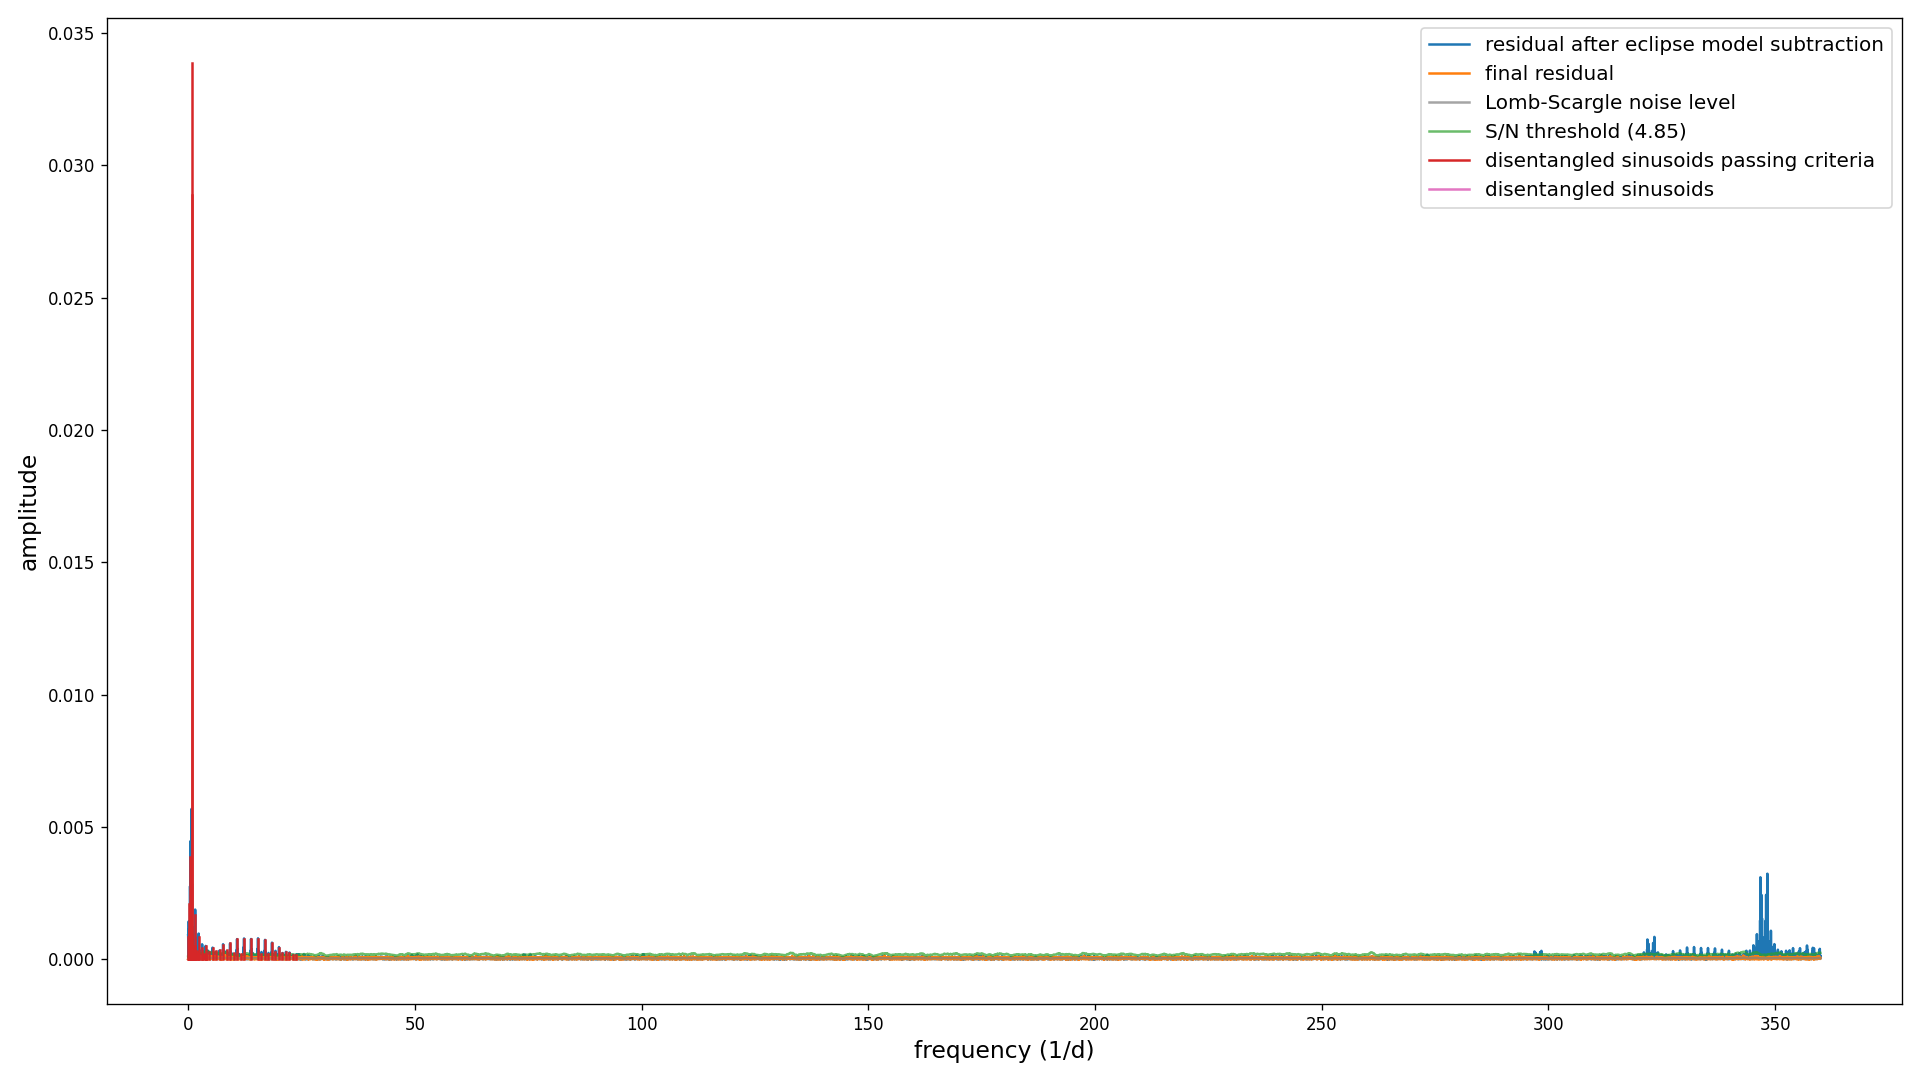 0.035
0.030
0.025
0.020
0.015
0.010
0.005
0.000
amplitude
0
50
100
150
200
250
300
350
frequency (1/d)
residual after eclipse model subtraction
final residual
Lomb-Scargle noise level
S/N threshold (4.85)
disentangled sinusoids passing criteria
disentangled sinusoids